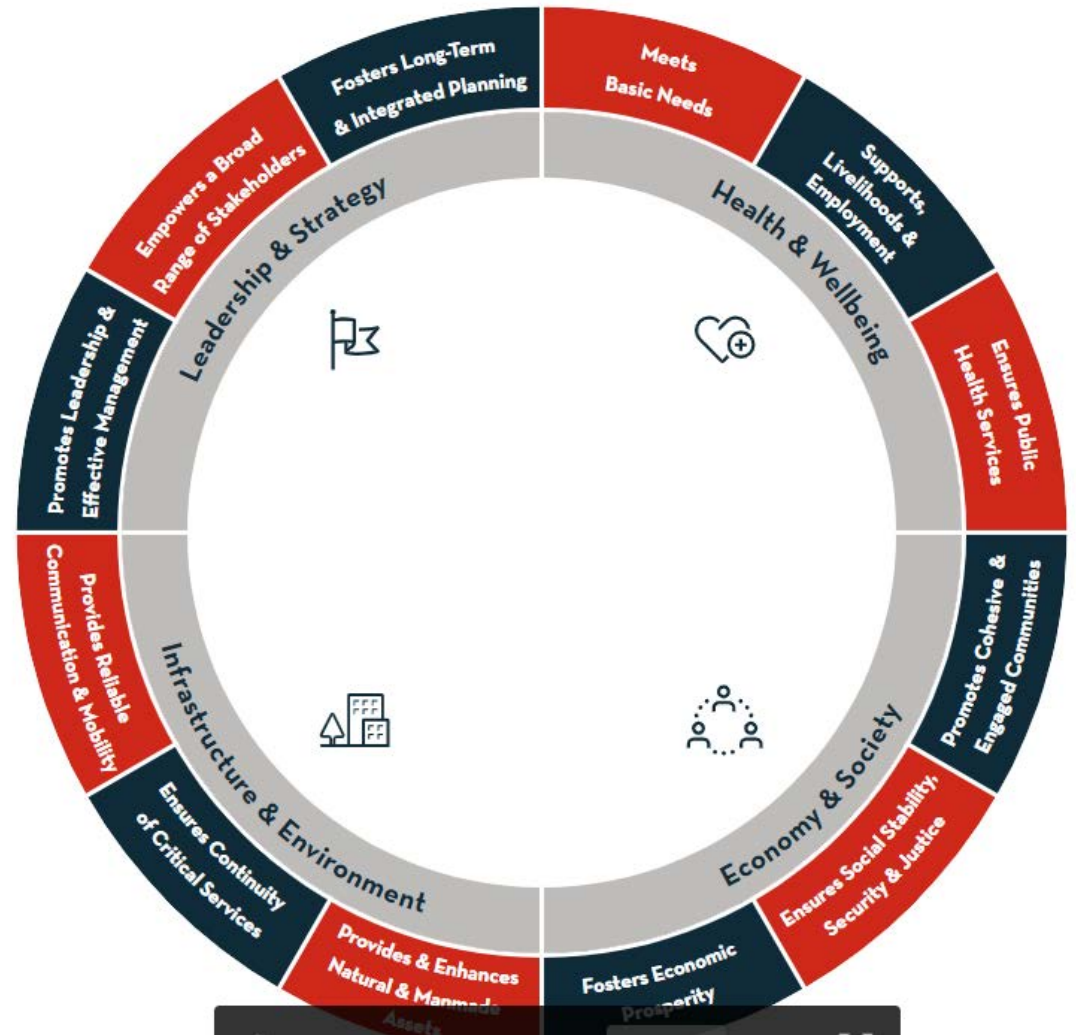 Meets
Basic Needs
Supports,
Livelihoods &
Employment
Ensures Public
Health Services
Health & Wellbeing
Promotes Cohesive &
Engaged Communities
Ensures Social Stability,
Security & Justice
Fosters Economic
Prosperity
Economy & Society
Provides & Enhances
Natural & Manmade
Assets
Ensures Continuity
of Critical Services
Provides Reliable
Communication & Mobility
Infrastructure & Environment
Promotes Leadership &
Effective Management
Empowers a Broad
Range of Stakeholders
Fosters Long-Term
& Integrated Planning
Leadership & Strategy